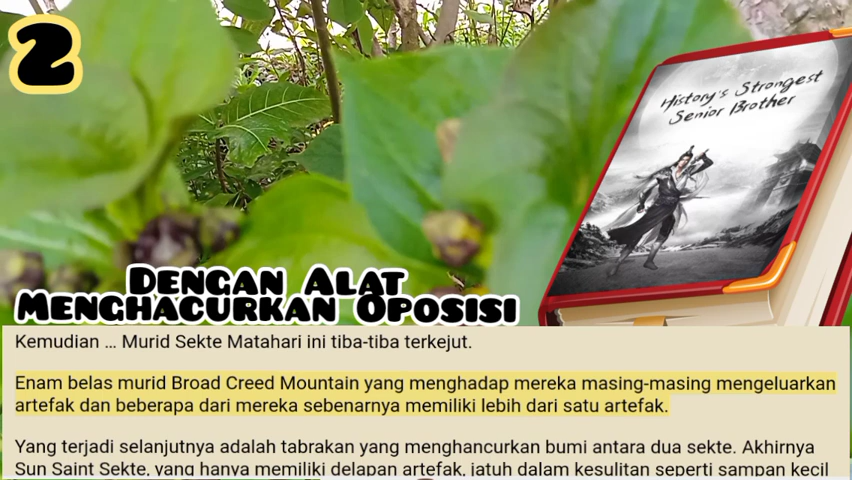 2
History's Strongest
Senior Brother
DENGAN ALAT
MENGHACURKAN OPOSISI
Kemudian ... Murid Sekte Matahari ini tiba-tiba terkejut.
Enam belas murid Broad Creed Mountain yang menghadap mereka masing-masing mengeluarkan
artefak dan beberapa dari mereka sebenarnya memiliki lebih dari satu artefak.
Yang terjadi selanjutnya adalah tabrakan yang menghancurkan bumi antara dua sekte. Akhirnya
Sun Saint Sekte, yang hanya memiliki delapan artefak, jatuh dalam kesulitan seperti sampan kecil